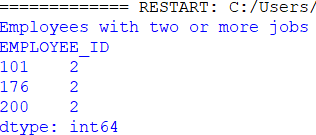 ============= RESTART: C:/Users/
Employees with two or more jobs
EMPLOYEE_ID
101 2
176 2
200 2
dtype: int64